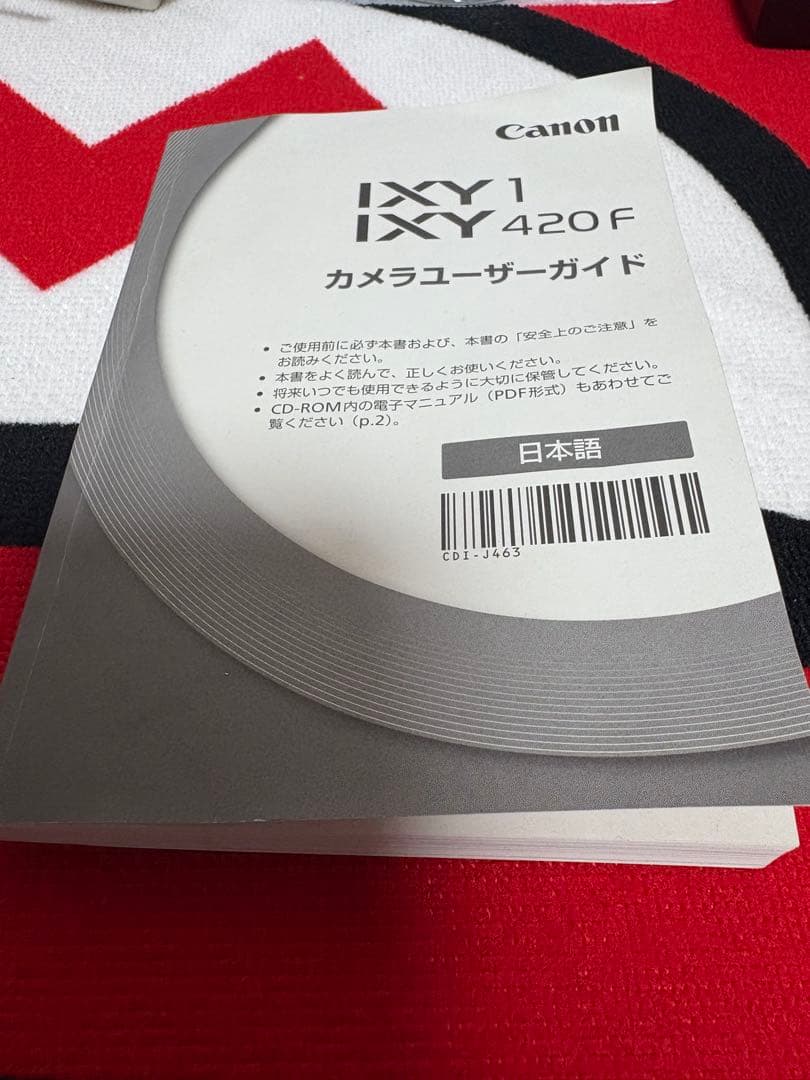 Canon
IXY 1
IXY 420 F
カメラユーザーガイド
• ご使用前に必ず本書および、本書の「安全上のご注意」を
お読みください。
• 本書をよく読んで、正しくお使いください。
• 将来いつでも使用できるように大切に保管してください。
• CD-ROM内の電子マニュアル（PDF形式）もあわせてご
覧ください（p.2）。
日本語
CDI-J463